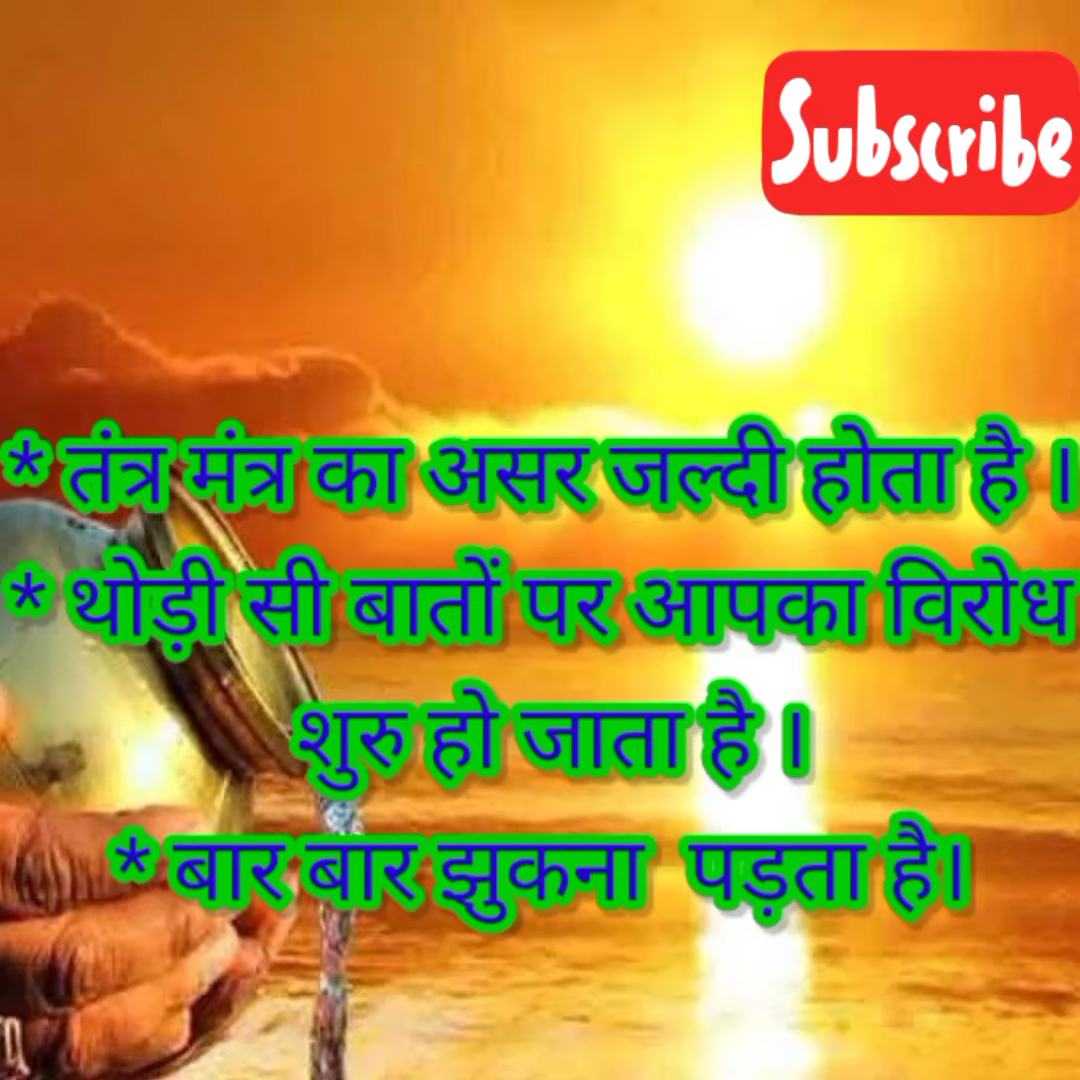 Subscribe
* तंत्र मंत्र का असर जल्दी होता है ।
* थोड़ी सी बातों पर आपका विरोध
शुरु हो जाता है ।
* बार बार झुकना पड़ता है।